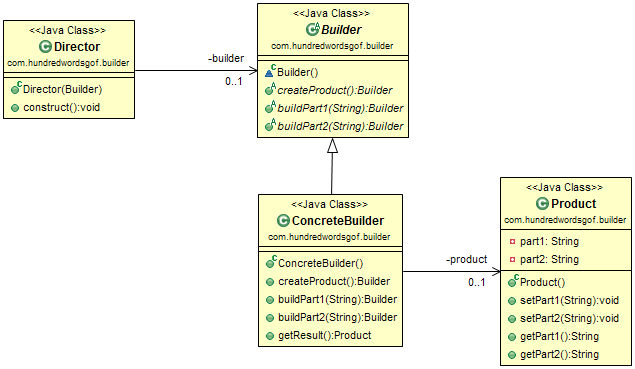 <<Java Class>>
Director
com.hundredwordsgof.builder
Director(Builder)
construct():void
-builder
0..1
<<Java Class>>
Builder
com.hundredwordsgof.builder
Builder()
createProduct():Builder
buildPart1(String):Builder
buildPart2(String):Builder
<<Java Class>>
ConcreteBuilder
com.hundredwordsgof.builder
ConcreteBuilder()
createProduct():Builder
buildPart1(String):Builder
buildPart2(String):Builder
getResult():Product
-product
0..1
<<Java Class>>
Product
com.hundredwordsgof.builder
part1: String
part2: String
Product()
setPart1(String):void
setPart2(String):void
getPart1():String
getPart2():String